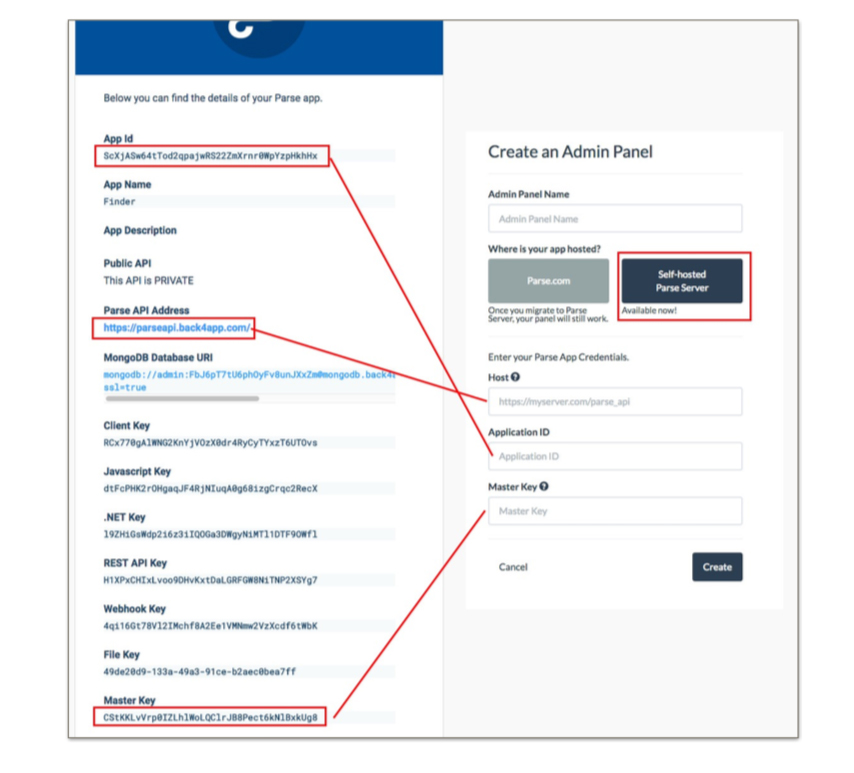 Below you can find the details of your Parse app.
App Id
ScXjASw64tTod2qpajwRS22ZmXrnr0WpYzpHkhHx
App Name
Finder
App Description
Public API
This API is PRIVATE
Parse API Address
https://parseapi.back4app.com/
MongoDB Database URI
mongodb://admin:FbJ6pT7tU6phOyFv8unJXxZm@mongodb.back4
ssl=true
Client Key
RCx770gAlWNG2KnYjVOzX0dr4RyCyTYxzT6UTOvs
Javascript Key
dtFcPHK2rOHgaqJF4RjNIuqA0g68izgCrqc2RecX
.NET Key
l9ZHiGsWdp2i6z3iIQOGa3DWgyNiMTl1DTF9OWfl
REST API Key
H1XPxCHIxLvoo9DHvKxtDaLGRFGW8NiTNP2XSYg7
Webhook Key
4qi16Gt78Vl2IMchf8A2Ee1VMNmw2VzXcdf6tWbK
File Key
49de20d9-133a-49a3-91ce-b2aec0bea7ff
Master Key
CStKKLvVrp0IZLhlWoLQClrJB8Pect6kNlBxkUg8
Create an Admin Panel
Admin Panel Name
Admin Panel Name
Where is your app hosted?
Parse.com
Self-hosted
Parse Server
Once you migrate to Parse
Server, your panel will still work.
Available now!
Enter your Parse App Credentials.
Host
https://myserver.com/parse_api
Application ID
Application ID
Master Key
Master Key
Cancel
Create